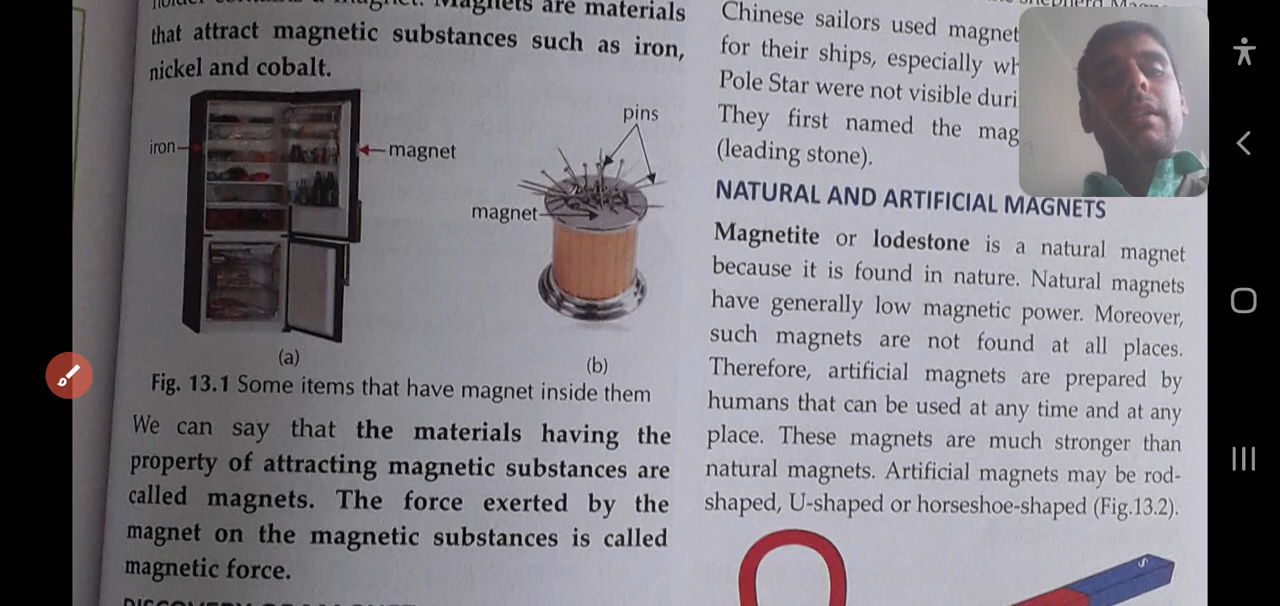 Magnets are materials
that attract magnetic substances such as iron,
nickel and cobalt.
iron
magnet
pins
magnet
(a)
(b)
Fig. 13.1 Some items that have magnet inside them
We can say that the materials having the
property of attracting magnetic substances are
called magnets. The force exerted by the
magnet on the magnetic substances is called
magnetic force.
Chinese sailors used magnet
for their ships, especially
Pole Star were not visible
They first named the
(leading stone).
NATURAL AND ARTIFICIAL MAGNETS
Magnetite or lodestone is a natural magnet
because it is found in nature. Natural magnets
have generally low magnetic power. Moreover,
such magnets are not found at all places.
Therefore, artificial magnets are prepared by
humans that can be used at any time and at any
place. These magnets are much stronger than
natural magnets. Artificial magnets may be rod-
shaped, U-shaped or horseshoe-shaped (Fig.13.2).
S